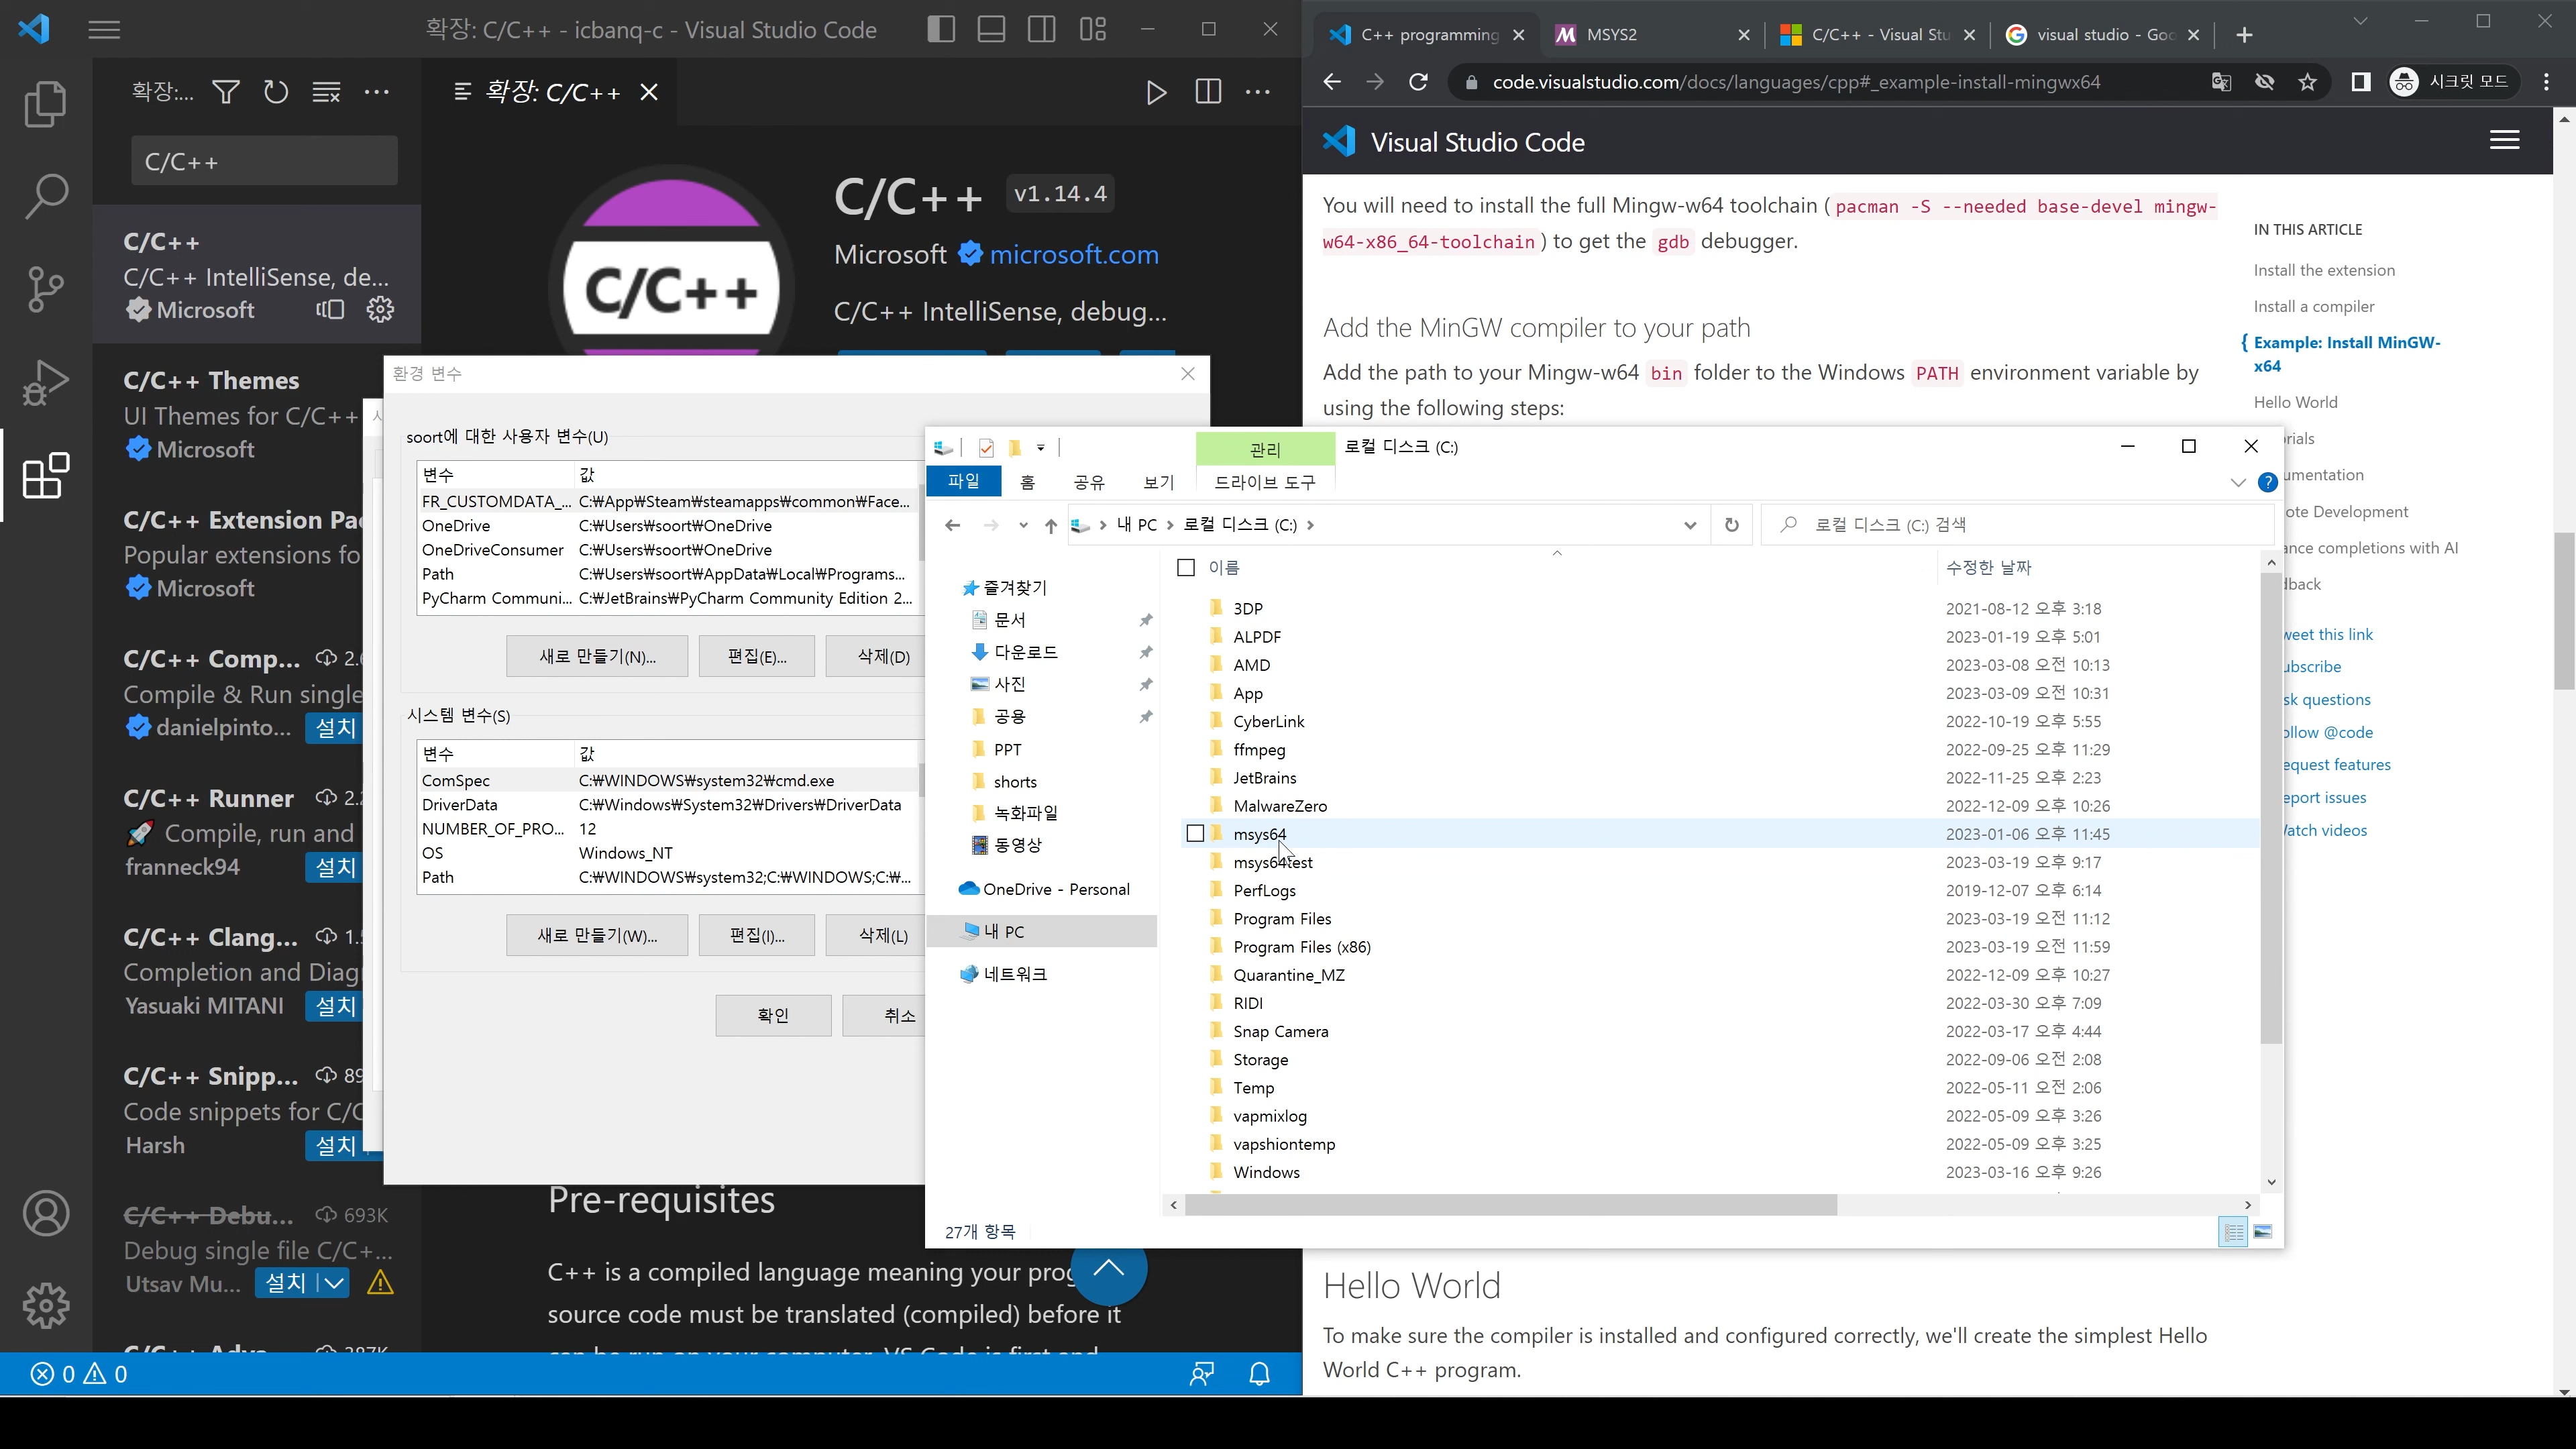 확장: C/C++ - icbanq-c - Visual Studio Code
확장:...
C/C++
C/C++
C/C++ IntelliSense, de...
Microsoft
C/C++ Themes
UI Themes for C/C++
Microsoft
C/C++ Extension Pa
Popular extensions fo
Microsoft
C/C++ Comp...
Compile & Run single
danielpinto...
설치
C/C++ Runner
Compile, run and
franneck94
설치
C/C++ Clang...
Completion and Diag
Yasuaki MITANI
설치
C/C++ Snipp...
Code snippets for C/C
Harsh
설치
C/C++ Debu... 693K
Debug single file C/C+...
Utsav Mu...
설치
0 0
확장: C/C++
C/C++ v1.14.4
Microsoft microsoft.com
C/C++ IntelliSense, debug...
C/C++
Pre-requisites
C++ is a compiled language meaning your prog
source code must be translated (compiled) before it
환경 변수
soort에 대한 사용자 변수(U)
변수 값
FR_CUSTOMDATA_... C:₩App₩Steam₩steamapps₩common₩Face...
OneDrive C:₩Users₩soort₩OneDrive
OneDriveConsumer C:₩Users₩soort₩OneDrive
Path C:₩Users₩soort₩AppData₩Local₩Programs...
PyCharm Communi... C:₩JetBrains₩PyCharm Community Edition 2...
새로 만들기(N)... 편집(E)... 삭제(D)
시스템 변수(S)
변수 값
ComSpec C:₩WINDOWS₩system32₩cmd.exe
DriverData C:₩Windows₩System32₩Drivers₩DriverData
NUMBER_OF_PRO... 12
OS Windows_NT
Path C:₩WINDOWS₩system32;C:₩WINDOWS;C:₩...
새로 만들기(W)... 편집(I)... 삭제(L)
확인 취소
관리 로컬 디스크 (C:)
파일 홈 공유 보기 드라이브 도구
내 PC 로컬 디스크 (C:)
로컬 디스크 (C:) 검색
즐겨찾기
문서
다운로드
사진
공용
PPT
shorts
녹화파일
동영상
OneDrive - Personal
내 PC
네트워크
이름 수정한 날짜
3DP 2021-08-12 오후 3:18
ALPDF 2023-01-19 오후 5:01
AMD 2023-03-08 오전 10:13
App 2023-03-09 오전 10:31
CyberLink 2022-10-19 오후 5:55
ffmpeg 2022-09-25 오후 11:29
JetBrains 2022-11-25 오후 2:23
MalwareZero 2022-12-09 오후 10:26
msys64 2023-01-06 오후 11:45
msys64test 2023-03-19 오후 9:17
PerfLogs 2019-12-07 오후 6:14
Program Files 2023-03-19 오전 11:12
Program Files (x86) 2023-03-19 오전 11:59
Quarantine_MZ 2022-12-09 오후 10:27
RIDI 2022-03-30 오후 7:09
Snap Camera 2022-03-17 오후 4:44
Storage 2022-09-06 오전 2:08
Temp 2022-05-11 오전 2:06
vapmixlog 2022-05-09 오후 3:26
vapshiontemp 2022-05-09 오후 3:25
Windows 2023-03-16 오후 9:26
27개 항목
C++ programming MSYS2 C/C++ - Visual Stu visual studio - Goo
code.visualstudio.com/docs/languages/cpp#_example-install-mingwx64
시크릿 모드
Visual Studio Code
You will need to install the full Mingw-w64 toolchain ( pacman -S --needed base-devel mingw-
w64-x86_64-toolchain ) to get the gdb debugger.
Add the MinGW compiler to your path
Add the path to your Mingw-w64 bin folder to the Windows PATH environment variable by
using the following steps:
Hello World
To make sure the compiler is installed and configured correctly, we'll create the simplest Hello
World C++ program.
IN THIS ARTICLE
Install the extension
Install a compiler
Example: Install MinGW-
x64
Hello World
rials
umentation
ote Development
ance completions with AI
dback
weet this link
ubscribe
sk questions
ollow @code
equest features
eport issues
Watch videos